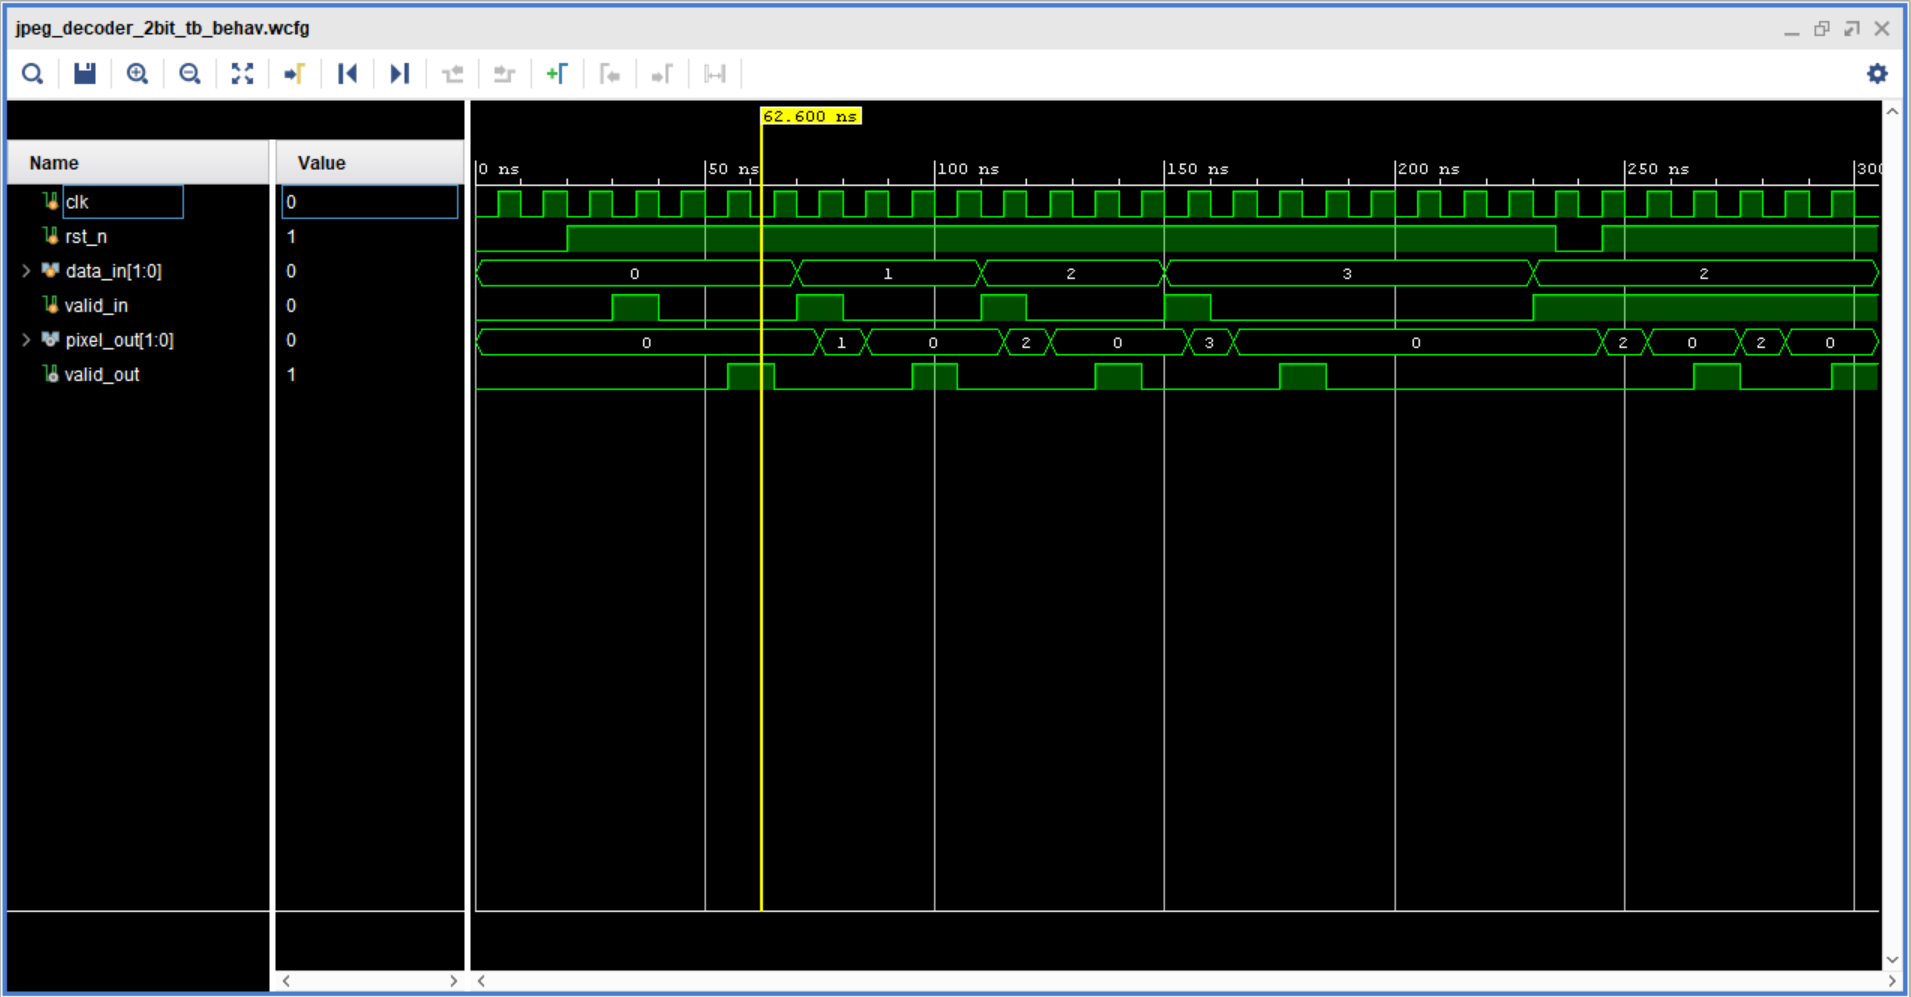 jpeg_decoder_2bit_tb_behav.wcfg
62.600 ns
Name Value
0 ns 50 ns 100 ns 150 ns 200 ns 250 ns 300
clk 0
rst_n 1
data_in[1:0] 0 0 1 2 3 2
valid_in 0
pixel_out[1:0] 0 0 1 0 2 0 3 0 2 0 2 0
valid_out 1